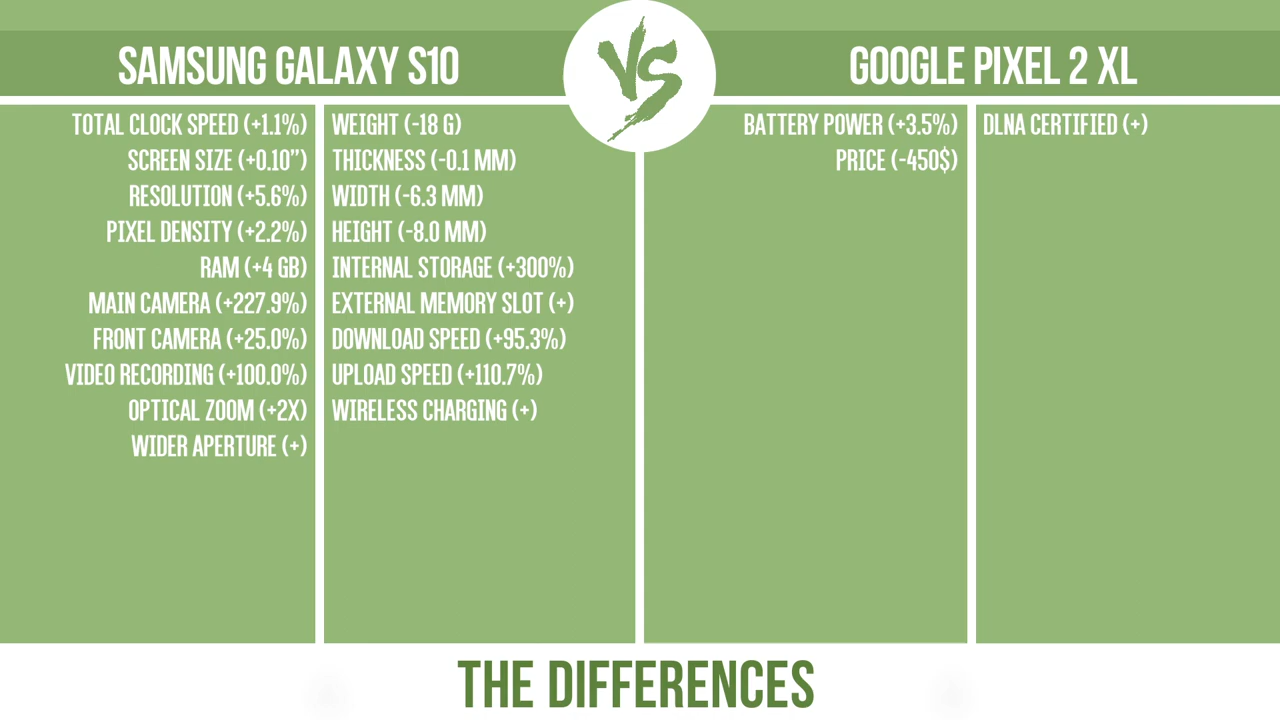 SAMSUNG GALAXY S10
VS
GOOGLE PIXEL 2 XL
TOTAL CLOCK SPEED (+1.1%)
SCREEN SIZE (+0.10”)
RESOLUTION (+5.6%)
PIXEL DENSITY (+2.2%)
RAM (+4 GB)
MAIN CAMERA (+227.9%)
FRONT CAMERA (+25.0%)
VIDEO RECORDING (+100.0%)
OPTICAL ZOOM (+2X)
WIDER APERTURE (+)
WEIGHT (-18 G)
THICKNESS (-0.1 MM)
WIDTH (-6.3 MM)
HEIGHT (-8.0 MM)
INTERNAL STORAGE (+300%)
EXTERNAL MEMORY SLOT (+)
DOWNLOAD SPEED (+95.3%)
UPLOAD SPEED (+110.7%)
WIRELESS CHARGING (+)
BATTERY POWER (+3.5%)
PRICE (-450$)
DLNA CERTIFIED (+)
THE DIFFERENCES